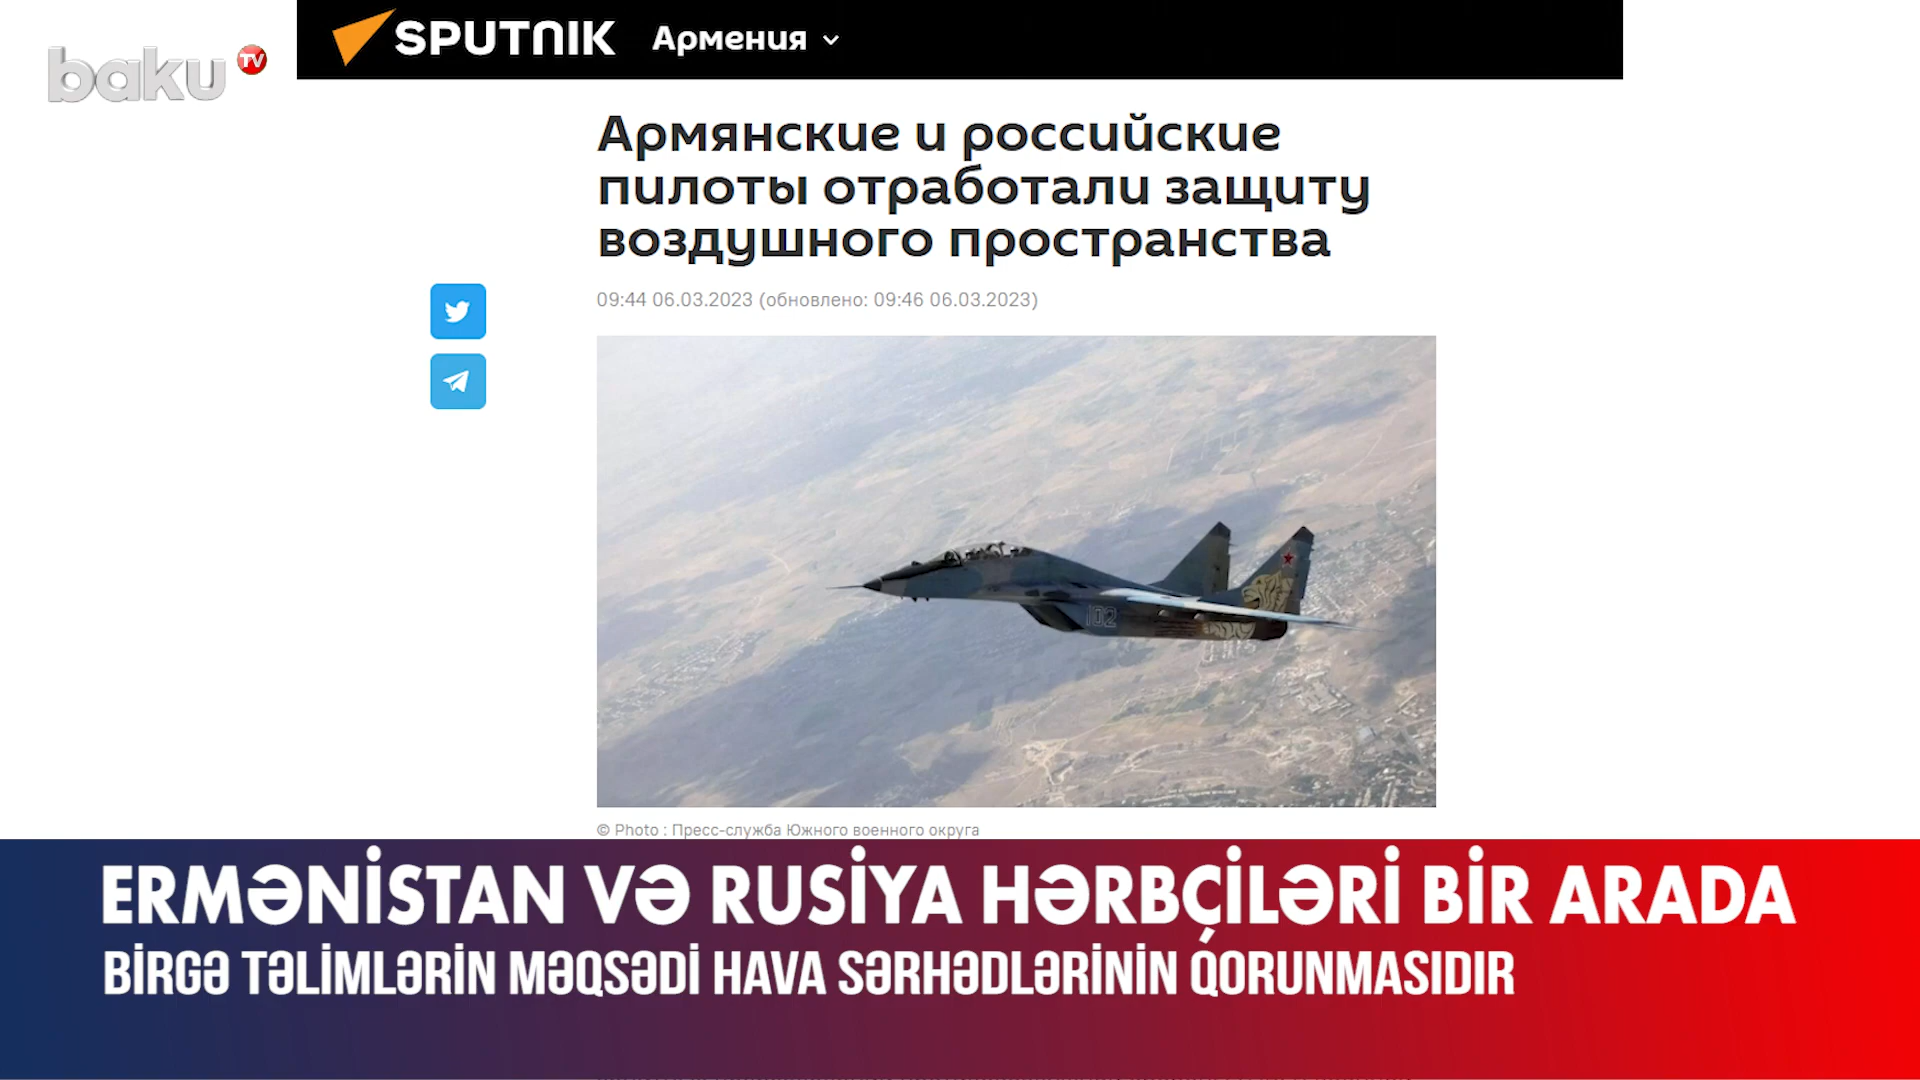 baku TV
SPUTNIK Армения
Армянские и российские
пилоты отработали защиту
воздушного пространства
09:44 06.03.2023 (обновлено: 09:46 06.03.2023)
102
© Photo : Пресс-служба Южного военного округа
ERMƏNİSTAN VƏ RUSİYA HƏRBÇİLƏRİ BİR ARADA
BİRGƏ TƏLİMLƏRİN MƏQSƏDİ HAVA SƏRHƏDLƏRİNİN QORUNMASIDIR